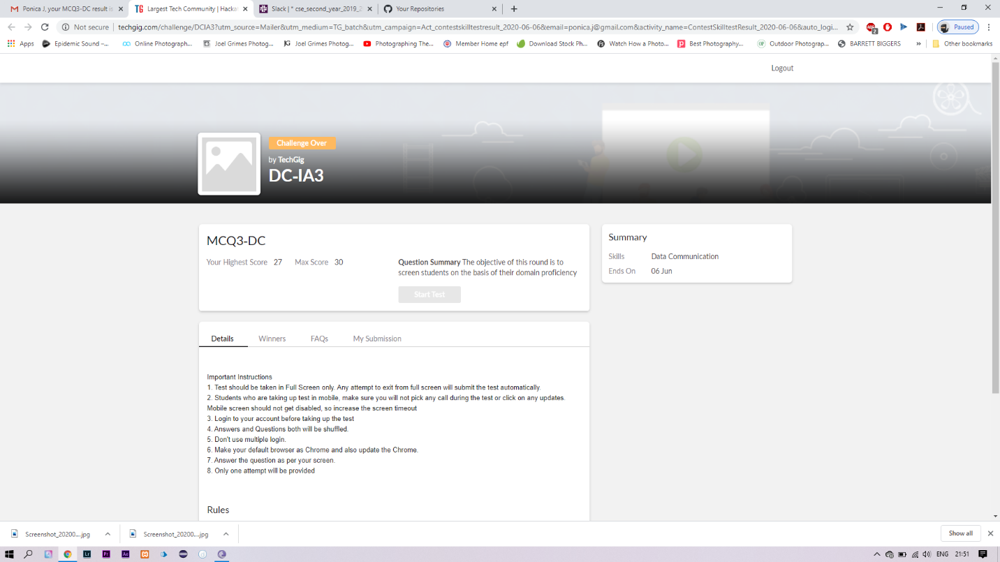 Ponica J, your MCQ3-DC result is
Largest Tech Community | Hacka
Slack | * cse_second_year_2019_2
Your Repositories
Not secure
techgig.com/challenge/DCIA3?utm_source=Mailer&utm_medium=TG_batch&utm_campaign=Act_contestskilltestresult_2020-06-06&email=ponica.j@gmail.com&activity_name=ContestSkilltestResult_2020-06-06&auto_logi...
2
Paused
Apps
Epidemic Sound –...
Online Photograph...
Joel Grimes Photog...
Joel Grimes Photog...
Photographing The...
Member Home epf
Download Stock Ph...
Watch How a Photo...
Best Photography...
Outdoor Photograp...
BARRETT BIGGERS
»
Other bookmarks
Logout
Challenge Over
by TechGig
DC-IA3
MCQ3-DC
Your Highest Score 27 Max Score 30
Question Summary The objective of this round is to
screen students on the basis of their domain proficiency
Start Test
Summary
Skills Data Communication
Ends On 06 Jun
Details Winners FAQs My Submission
Important Instructions
1. Test should be taken in Full Screen only. Any attempt to exit from full screen will submit the test automatically.
2. Students who are taking up test in mobile, make sure you will not pick any call during the test or click on any updates.
Mobile screen should not get disabled, so increase the screen timeout
3. Login to your account before taking up the test
4. Answers and Questions both will be shuffled.
5. Don't use multiple login.
6. Make your default browser as Chrome and also update the Chrome.
7. Answer the question as per your screen.
8. Only one attempt will be provided
Rules
Screenshot_20200....jpg
Screenshot_20200....jpg
Show all
Lr
Pr
Ae
ENG 21:51